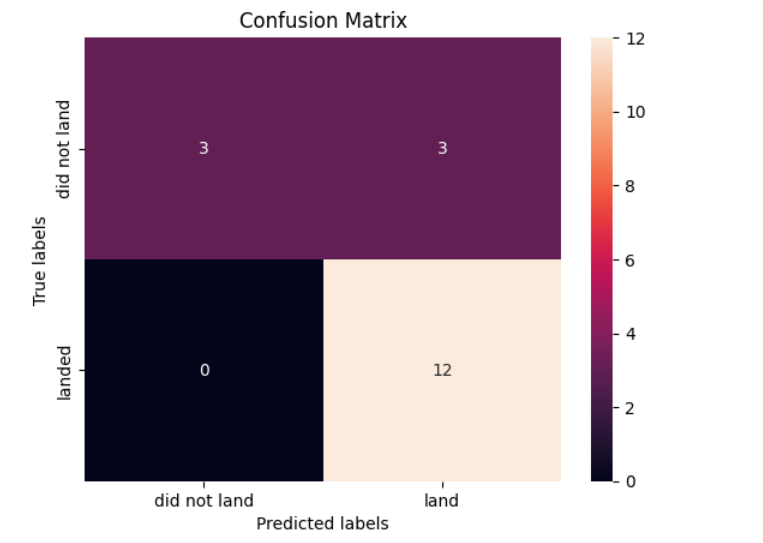 Confusion Matrix
True labels
did not land
landed
3 3
0 12
did not land land
Predicted labels
12
10
8
6
4
2
0